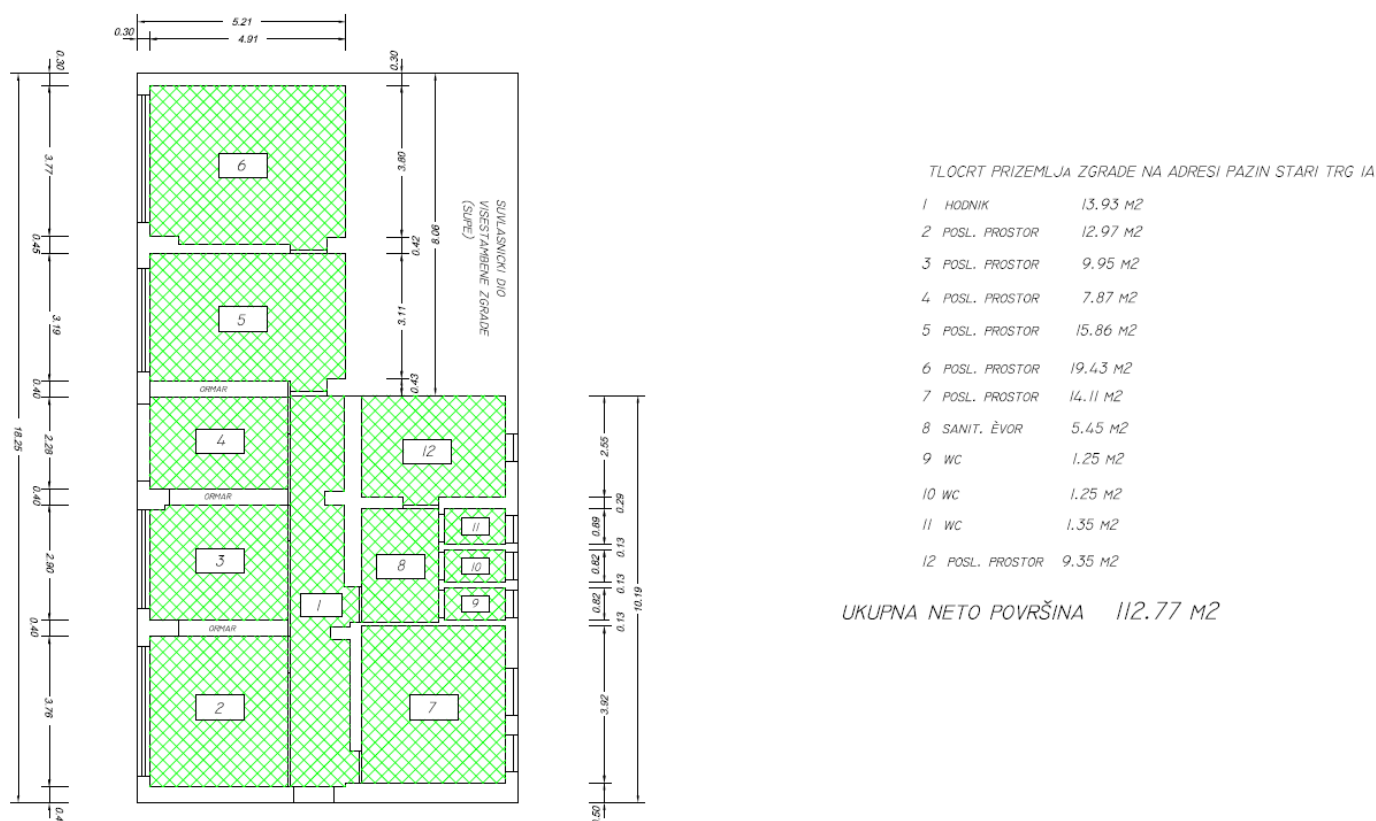 5.21
0.30
4.91
0.30
0.30
3.77
3.80
8.06
6
SUVLASNICKI DIO
VISESTAMBENE ZGRADE
(SUPE)
0.45
0.42
3.19
5
3.11
0.40
ORMAR
0.43
18.25
2.28
4
12
2.55
0.40
ORMAR
0.29
11
0.89
0.13
2.90
3
8
10
0.82
0.13
10.19
1
9
0.82
0.13
0.40
ORMAR
3.76
2
7
3.92
0.50
TLOCRT PRIZEMLJA ZGRADE NA ADRESI PAZIN STARI TRG 1A
1 HODNIK 13.93 M2
2 POSL. PROSTOR 12.97 M2
3 POSL. PROSTOR 9.95 M2
4 POSL. PROSTOR 7.87 M2
5 POSL. PROSTOR 15.86 M2
6 POSL. PROSTOR 19.43 M2
7 POSL. PROSTOR 14.11 M2
8 SANIT. ÈVOR 5.45 M2
9 WC 1.25 M2
10 WC 1.25 M2
11 WC 1.35 M2
12 POSL. PROSTOR 9.35 M2
UKUPNA NETO POVRŠINA 112.77 M2